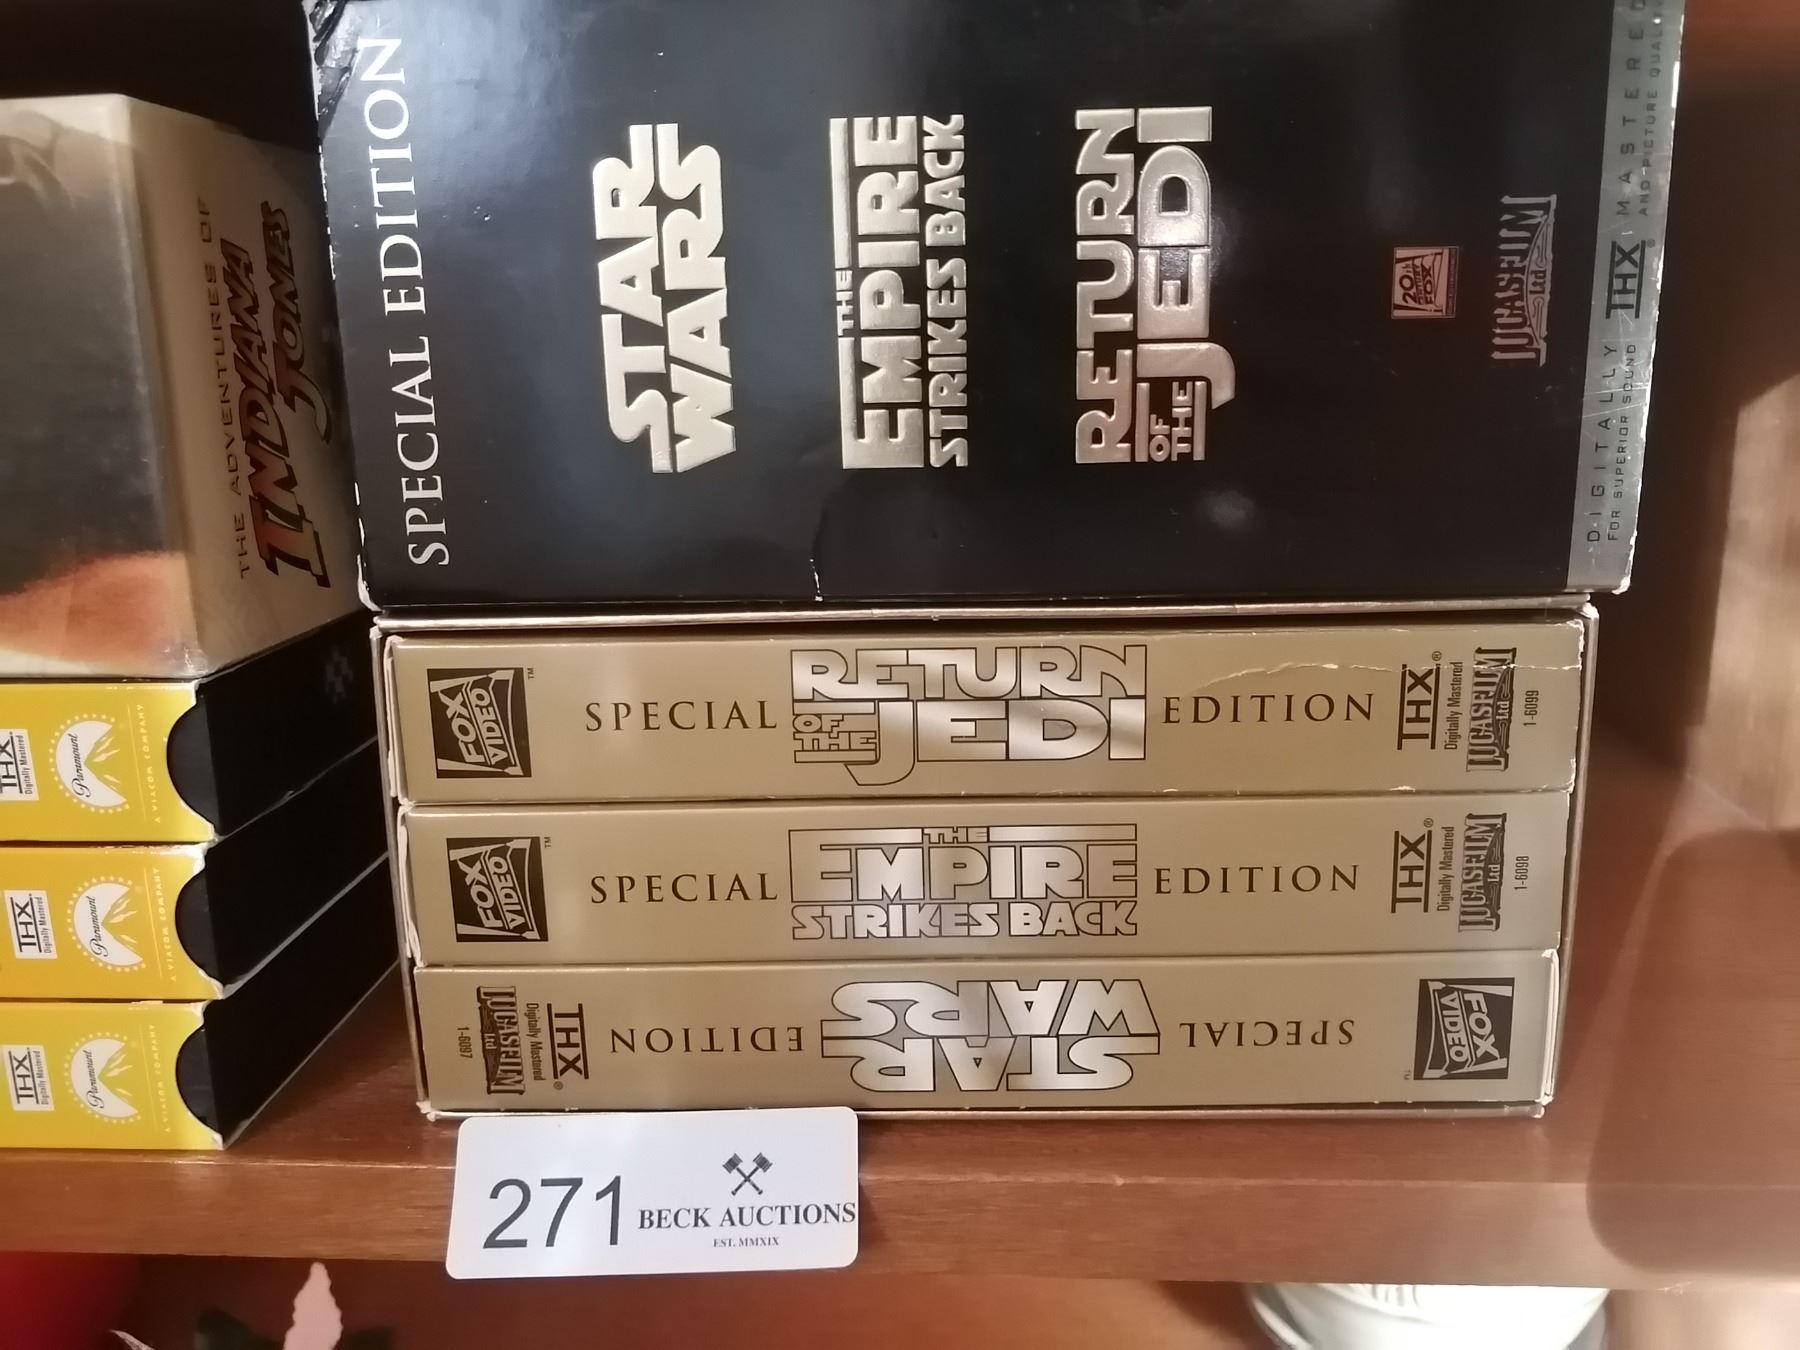 SPECIAL EDITION
STAR
WARS
THE
EMPIRE
STRIKES BACK
RETURN
OF THE
JEDI
20th
CENTURY
FOX
LUCASFILM
Ltd
DIGITALLY THX MASTERED
FOR SUPERIOR SOUND AND PICTURE QUALITY
THE ADVENTURES OF
INDIANA
JONES
THX
Digitally Mastered
Paramount
A VIACOM COMPANY
THX
Digitally Mastered
Paramount
A VIACOM COMPANY
THX
Digitally Mastered
Paramount
A VIACOM COMPANY
FOX
VIDEO
TM
SPECIAL
RETURN
OF THE
JEDI
EDITION
THX®
Digitally Mastered
LUCASFILM
Ltd
1-6099
FOX
VIDEO
TM
SPECIAL
THE
EMPIRE
STRIKES BACK
EDITION
THX®
Digitally Mastered
LUCASFILM
Ltd
1-6098
FOX
VIDEO
TM
SPECIAL
STAR
WARS
EDITION
THX®
Digitally Mastered
LUCASFILM
Ltd
1-6097
271
BECK AUCTIONS
EST. MMXIX